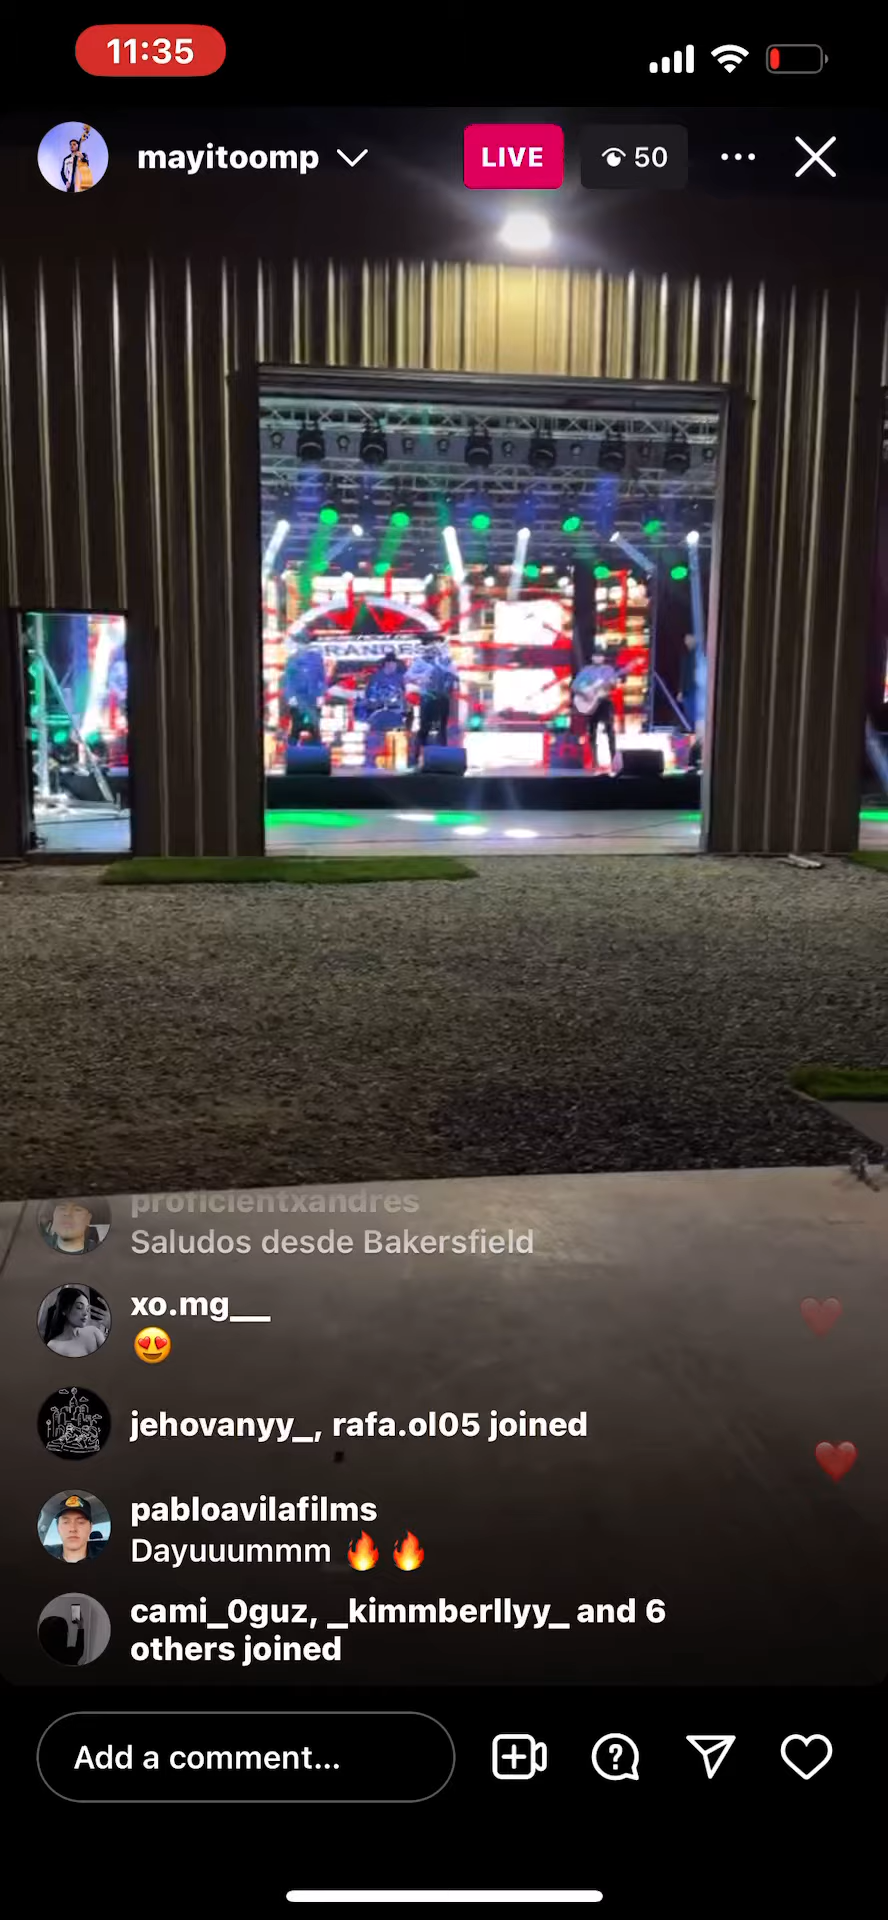 11:35
mayitoomp
LIVE
50
RANDES
proficientxandres
Saludos desde Bakersfield
xo.mg__
😍
jehovanyy_, rafa.ol05 joined
pabloavilafilms
Dayuuummm 🔥 🔥
cami_0guz, _kimmberllyy_ and 6
others joined
Add a comment...